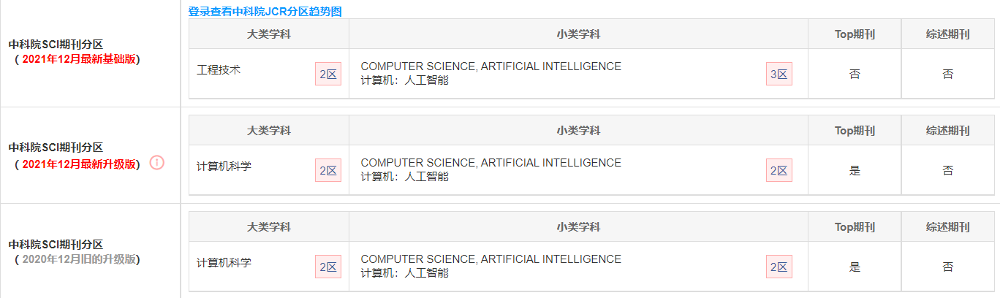 登录查看中科院JCR分区趋势图
中科院SCI期刊分区
（ 2021年12月最新基础版)
大类学科 小类学科 Top期刊 综述期刊
工程技术 2区 COMPUTER SCIENCE, ARTIFICIAL INTELLIGENCE
计算机：人工智能 3区 否 否
中科院SCI期刊分区
（ 2021年12月最新升级版)
大类学科 小类学科 Top期刊 综述期刊
计算机科学 2区 COMPUTER SCIENCE, ARTIFICIAL INTELLIGENCE
计算机：人工智能 2区 是 否
中科院SCI期刊分区
（ 2020年12月旧的升级版)
大类学科 小类学科 Top期刊 综述期刊
计算机科学 2区 COMPUTER SCIENCE, ARTIFICIAL INTELLIGENCE
计算机：人工智能 2区 是 否